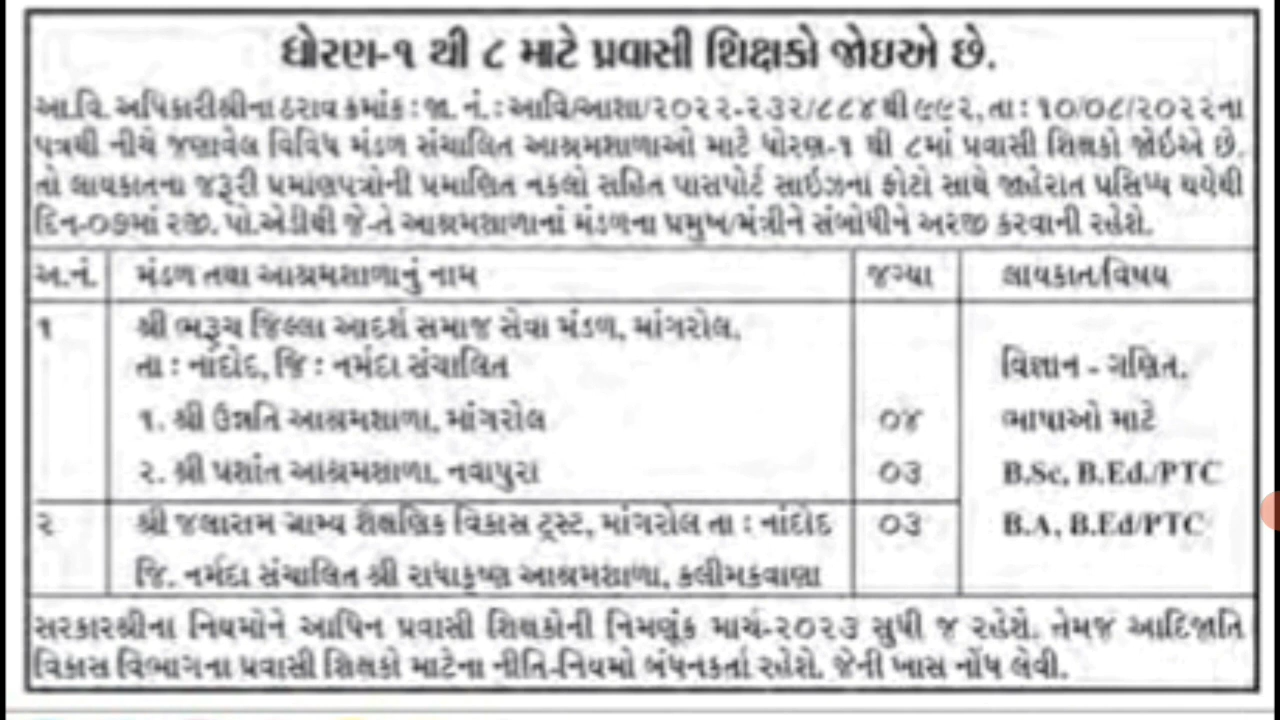 ધોરણ-૧ થી ૮ માટે પ્રવાસી શિક્ષકો જોઇએ છે.
આ.વિ. અધિકારીશ્રીના ઠરાવ ક્રમાંક : જા. નં. : આવિ/આશા/૨૦૨૨-૨૩૨/૮૮૪થી ૯૯૨, તા : ૧૦/૦૮/૨૦૨૨ના
પત્રથી નીચે જણાવેલ વિવિધ મંડળ સંચાલિત આશ્રમશાળાઓ માટે ધોરણ-૧ થી ૮માં પ્રવાસી શિક્ષકો જોઇએ છે.
તો લાયકાતના જરૂરી પ્રમાણપત્રોની પ્રમાણિત નકલો સહિત પાસપોર્ટ સાઇઝના ફોટો સાથે જાહેરાત પ્રસિધ્ધ થયેથી
દિન-૦૭માં રજી. પો.એડીથી જે-તે આશ્રમશાળાનાં મંડળના પ્રમુખ/મંત્રીને સંબોધીને અરજી કરવાની રહેશે.
અ.નં. મંડળ તથા આશ્રમશાળાનું નામ જગ્યા લાયકાત/વિષય
૧ શ્રી ભરૂચ જિલ્લા આદર્શ સમાજ સેવા મંડળ, માંગરોલ,
તા : નાંદોદ, જિ : નર્મદા સંચાલિત વિજ્ઞાન - ગણિત,
૧. શ્રી ઉન્નતિ આશ્રમશાળા, માંગરોલ ૦૪ ભાષાઓ માટે
૨. શ્રી પ્રશાંત આશ્રમશાળા, નવાપુરા ૦૩ B.Sc, B.Ed./PTC
૨ શ્રી જલારામ ગ્રામ્ય શૈક્ષણિક વિકાસ ટ્રસ્ટ, માંગરોલ તા : નાંદોદ ૦૩ B.A, B.Ed/PTC
જિ. નર્મદા સંચાલિત શ્રી રાધાકૃષ્ણ આશ્રમશાળા, કલીમકવાણા
સરકારશ્રીના નિયમોને આધિન પ્રવાસી શિક્ષકોની નિમણૂંક માર્ચ-૨૦૨૩ સુધી જ રહેશે. તેમજ આદિજાતિ
વિકાસ વિભાગના પ્રવાસી શિક્ષકો માટેના નીતિ-નિયમો બંધનકર્તા રહેશે. જેની ખાસ નોંધ લેવી.